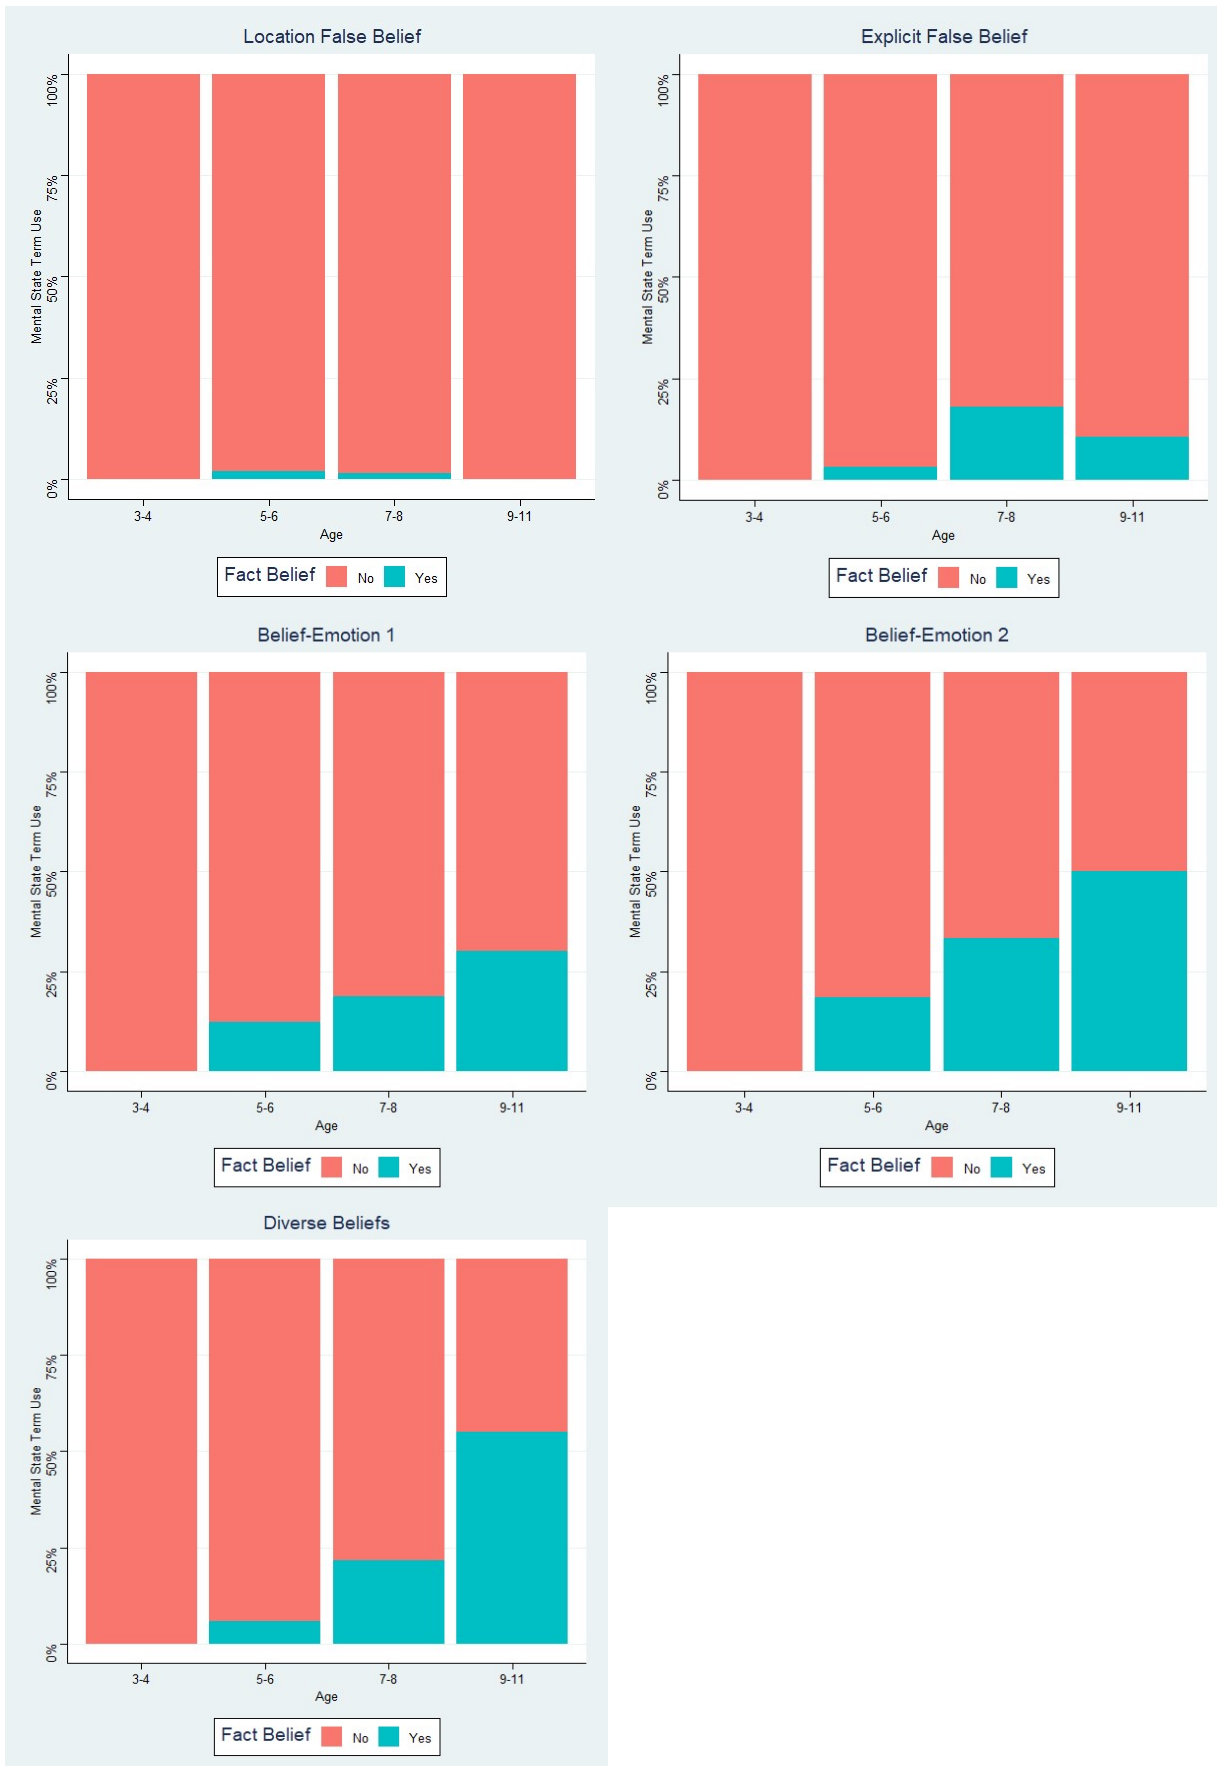 Location False Belief
Mental State Term Use
100%
75%
50%
25%
0%
3-4 5-6 7-8 9-11
Age
Fact Belief No Yes
Explicit False Belief
Mental State Term Use
100%
75%
50%
25%
0%
3-4 5-6 7-8 9-11
Age
Fact Belief No Yes
Belief-Emotion 1
Mental State Term Use
100%
75%
50%
25%
0%
3-4 5-6 7-8 9-11
Age
Fact Belief No Yes
Belief-Emotion 2
Mental State Term Use
100%
75%
50%
25%
0%
3-4 5-6 7-8 9-11
Age
Fact Belief No Yes
Diverse Beliefs
Mental State Term Use
100%
75%
50%
25%
0%
3-4 5-6 7-8 9-11
Age
Fact Belief No Yes